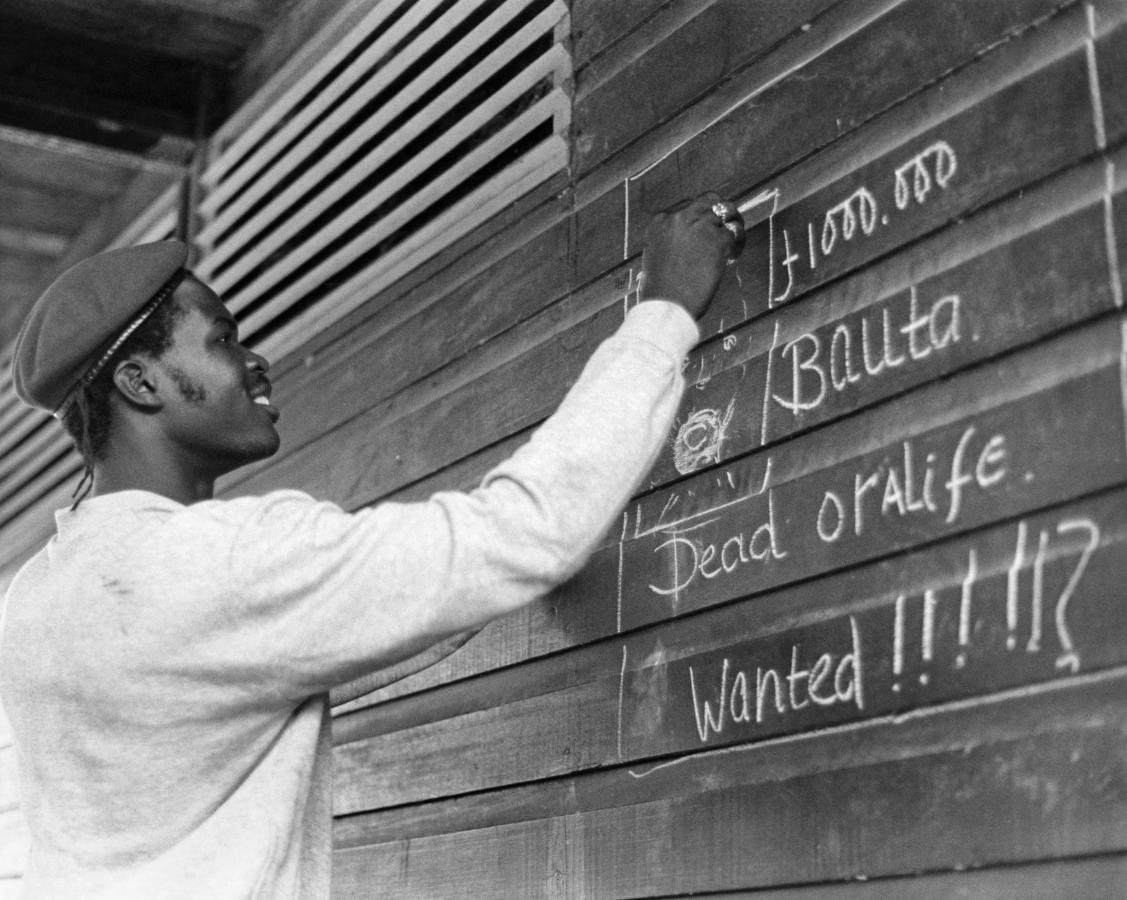 £1000.000
Bauta.
Dead orALife.
Wanted !!!!!?